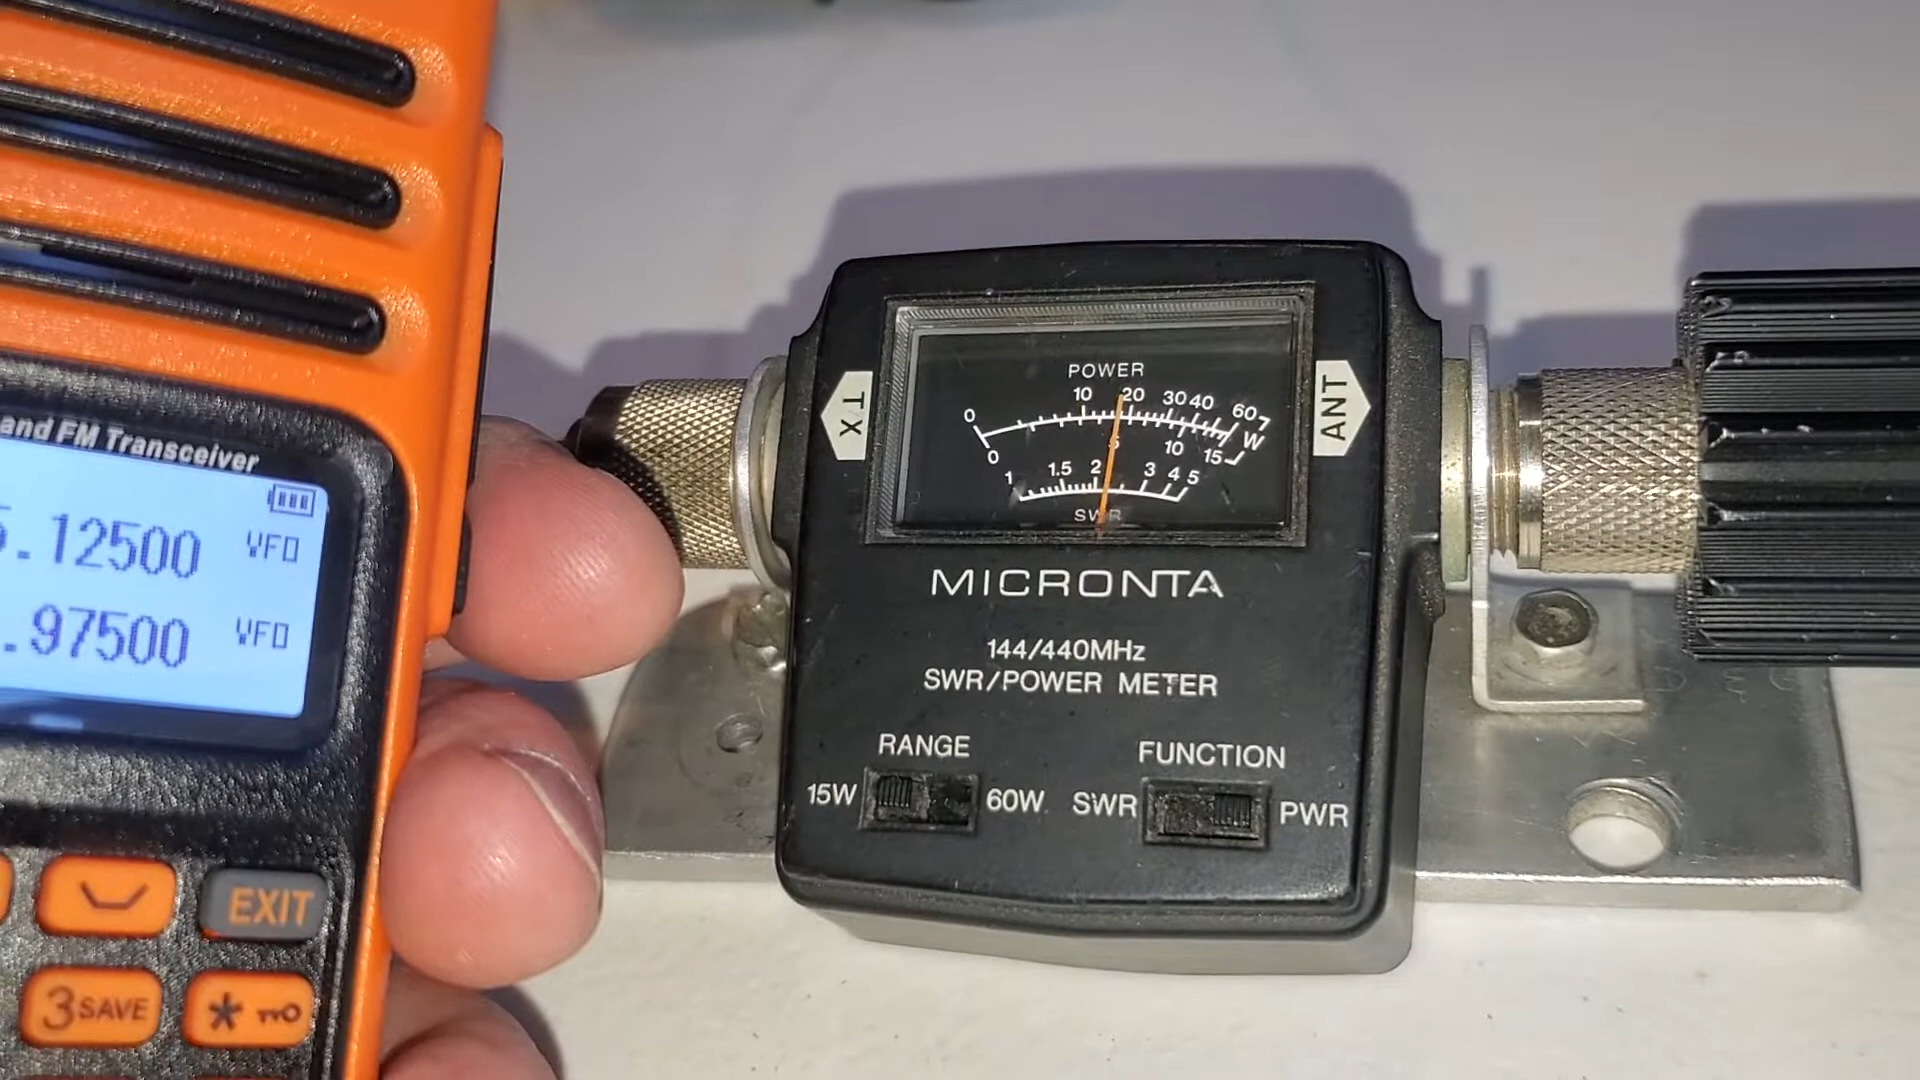 and FM Transceiver
.12500 VFO
.97500 VFO
EXIT
3 SAVE
*
TX
ANT
POWER
0 10 20 30 40 60 W
0 5 10 15
1 1.5 2 3 4 5
SWR
MICRONTA
144/440MHz
SWR/POWER METER
RANGE
15W 60W
FUNCTION
SWR PWR